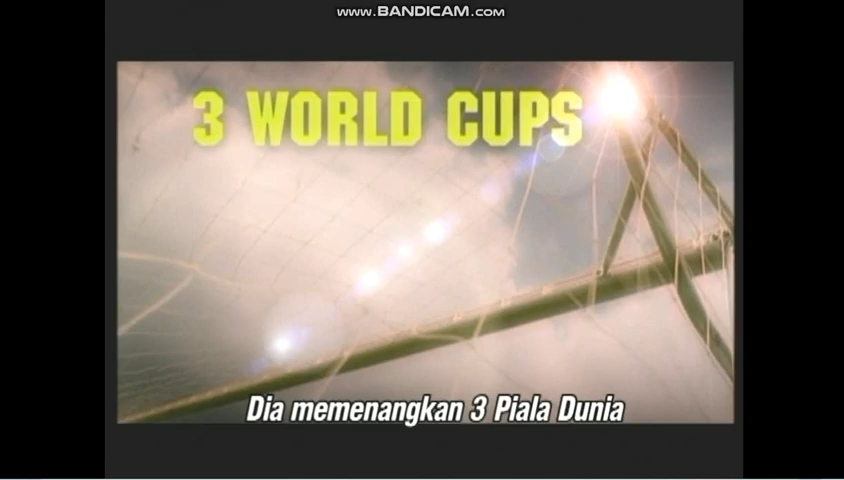 www.BANDICAM.com
3 WORLD CUPS
Dia memenangkan 3 Piala Dunia